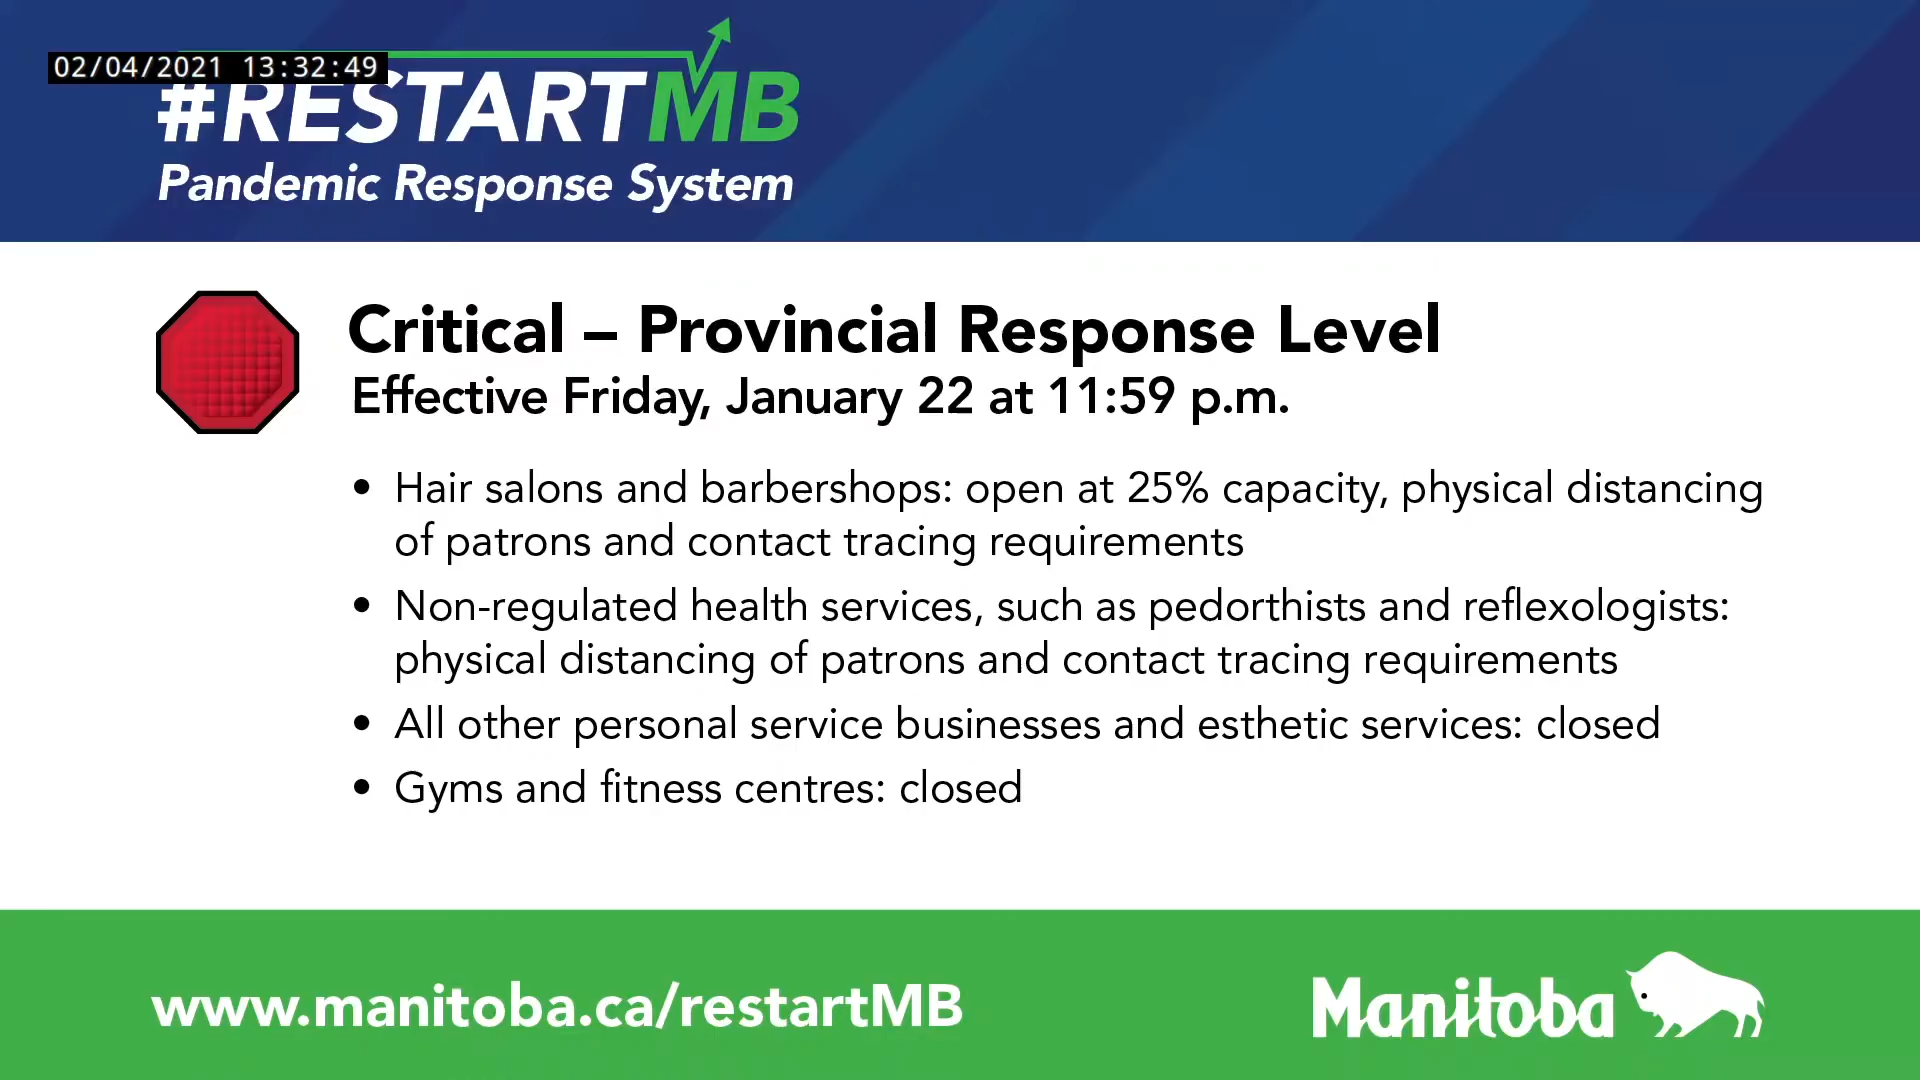 02/04/2021 13:32:49
#RESTARTMB
Pandemic Response System
Critical – Provincial Response Level
Effective Friday, January 22 at 11:59 p.m.
• Hair salons and barbershops: open at 25% capacity, physical distancing
of patrons and contact tracing requirements
• Non-regulated health services, such as pedorthists and reflexologists:
physical distancing of patrons and contact tracing requirements
• All other personal service businesses and esthetic services: closed
• Gyms and fitness centres: closed
www.manitoba.ca/restartMB
Manitoba